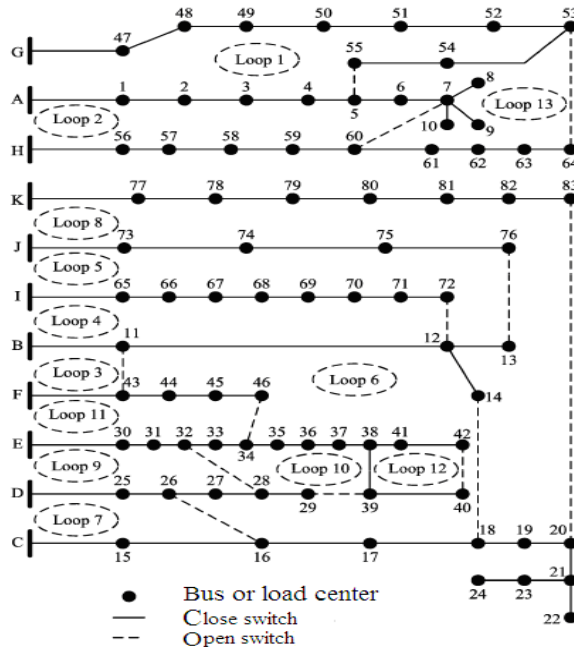 48 49 50 51 52 53
G 47 Loop 1 55 54
A 1 2 3 4 5 6 7 8 Loop 13
Loop 2 10 9
H 56 57 58 59 60 61 62 63 64
K 77 78 79 80 81 82 83
Loop 8
J 73 74 75 76
Loop 5
I 65 66 67 68 69 70 71 72
Loop 4
B 11 12 13
Loop 3 Loop 6
F 43 44 45 46 14
Loop 11
E 30 31 32 33 34 35 36 37 38 41 42
Loop 9 Loop 10 Loop 12
D 25 26 27 28 29 39 40
Loop 7
C 15 16 17 18 19 20
24 23 21
22
Bus or load center
Close switch
Open switch